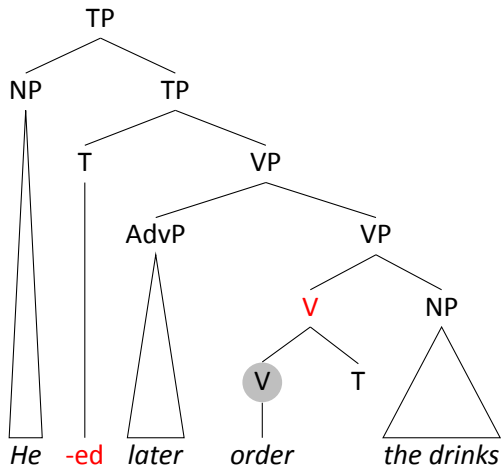 TP
NP TP
T VP
AdvP VP
V NP
V T
He -ed later order the drinks